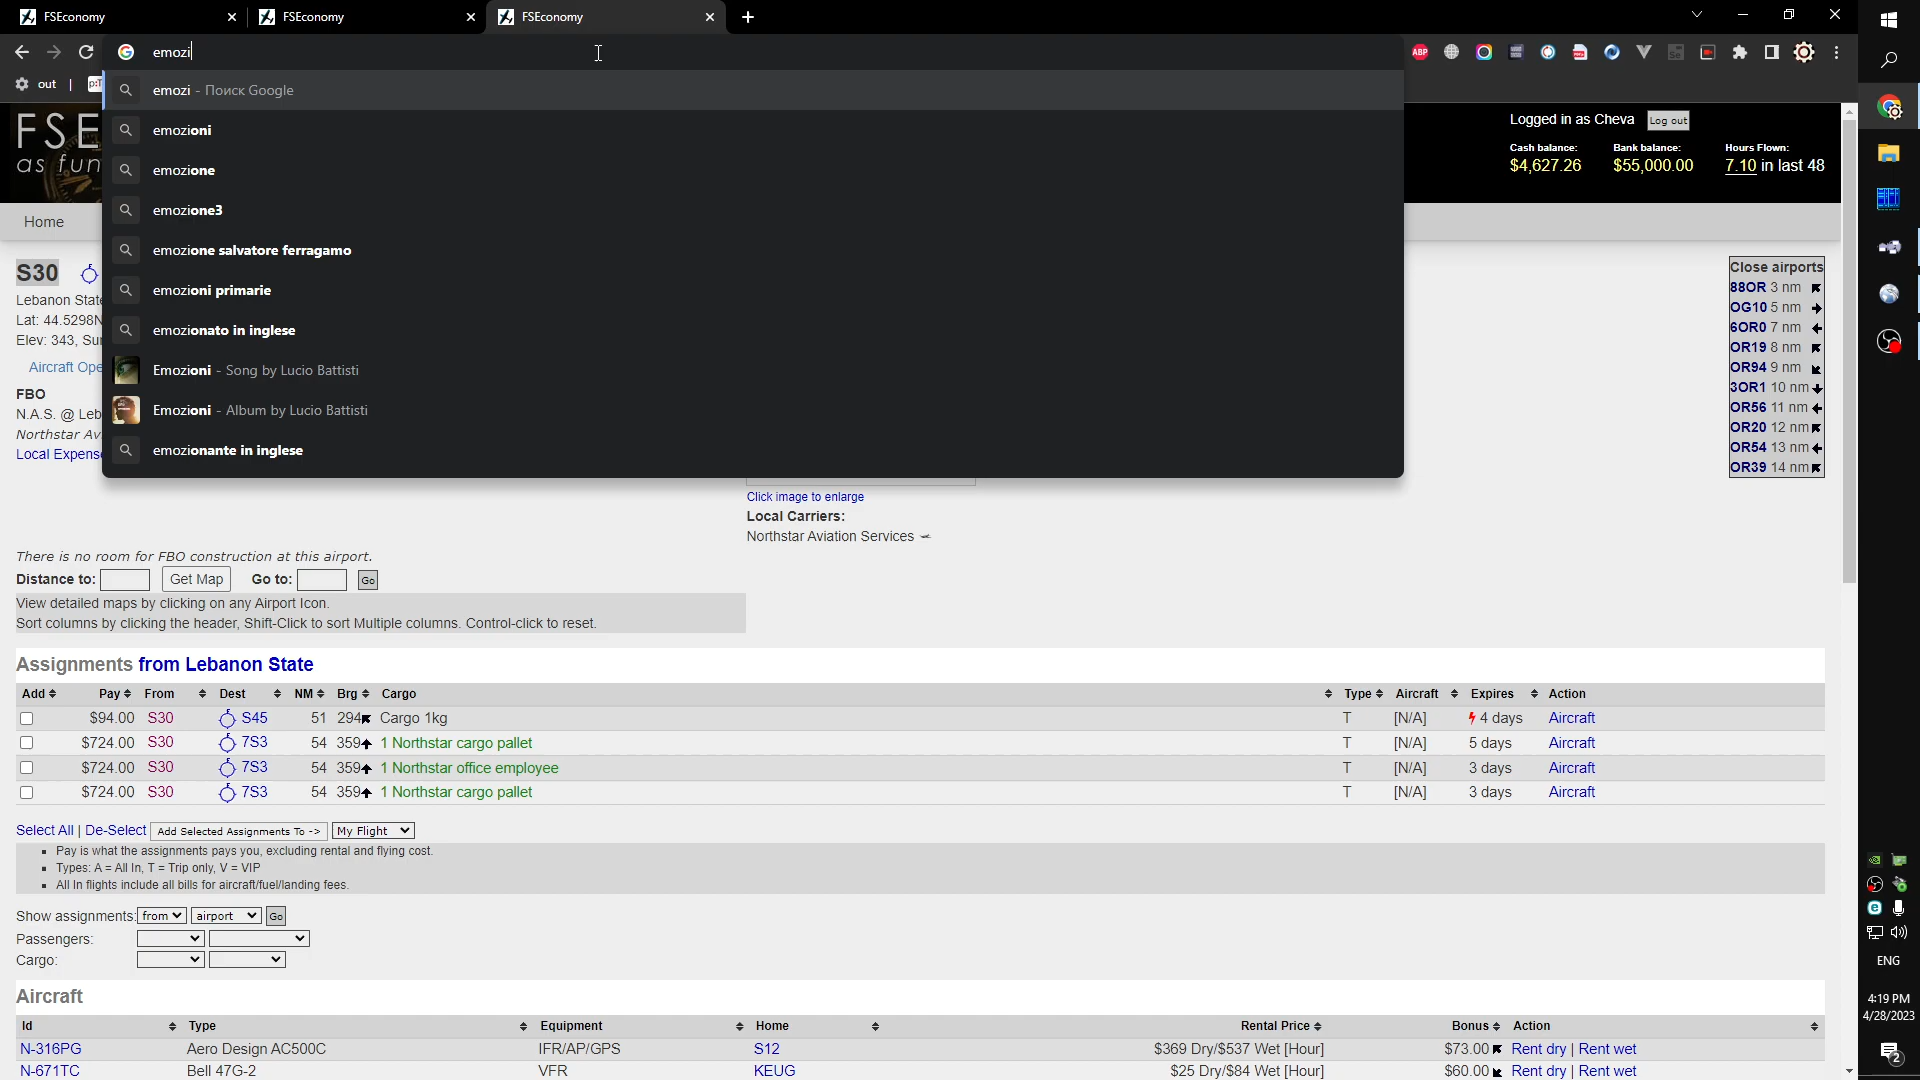 FSEconomy
FSEconomy
FSEconomy
emozi
out | p:T
ABP
emozi - Поиск Google
emozioni
emozione
emozione3
emozione salvatore ferragamo
emozioni primarie
emozionato in inglese
Emozioni - Song by Lucio Battisti
Emozioni - Album by Lucio Battisti
emozionante in inglese
FSE
as fun
Logged in as Cheva Log out
Cash balance: Bank balance: Hours Flown:
$4,627.26 $55,000.00 7.10 in last 48
Home
S30
Lebanon State
Lat: 44.5298N
Elev: 343, Su
Aircraft Ope
FBO
N.A.S. @ Leb
Northstar Av
Local Expens
Close airports
88OR 3 nm
OG10 5 nm
6OR0 7 nm
OR19 8 nm
OR94 9 nm
3OR1 10 nm
OR56 11 nm
OR20 12 nm
OR54 13 nm
OR39 14 nm
Click image to enlarge
Local Carriers:
Northstar Aviation Services
There is no room for FBO construction at this airport.
Distance to: Get Map Go to: Go
View detailed maps by clicking on any Airport Icon.
Sort columns by clicking the header, Shift-Click to sort Multiple columns. Control-click to reset.
Assignments from Lebanon State
Add Pay From Dest NM Brg Cargo Type Aircraft Expires Action
$94.00 S30 S45 51 294 Cargo 1kg T [N/A] 4 days Aircraft
$724.00 S30 7S3 54 359 1 Northstar cargo pallet T [N/A] 5 days Aircraft
$724.00 S30 7S3 54 359 1 Northstar office employee T [N/A] 3 days Aircraft
$724.00 S30 7S3 54 359 1 Northstar cargo pallet T [N/A] 3 days Aircraft
Select All | De-Select Add Selected Assignments To -> My Flight
Pay is what the assignments pays you, excluding rental and flying cost.
Types: A = All In, T = Trip only, V = VIP
All In flights include all bills for aircraft/fuel/landing fees.
Show assignments: from airport Go
Passengers:
Cargo:
Aircraft
Id Type Equipment Home Rental Price Bonus Action
N-316PG Aero Design AC500C IFR/AP/GPS S12 $369 Dry/$537 Wet [Hour] $73.00 Rent dry | Rent wet
N-671TC Bell 47G-2 VFR KEUG $25 Dry/$84 Wet [Hour] $60.00 Rent dry | Rent wet
ENG
4:19 PM
4/28/2023
2